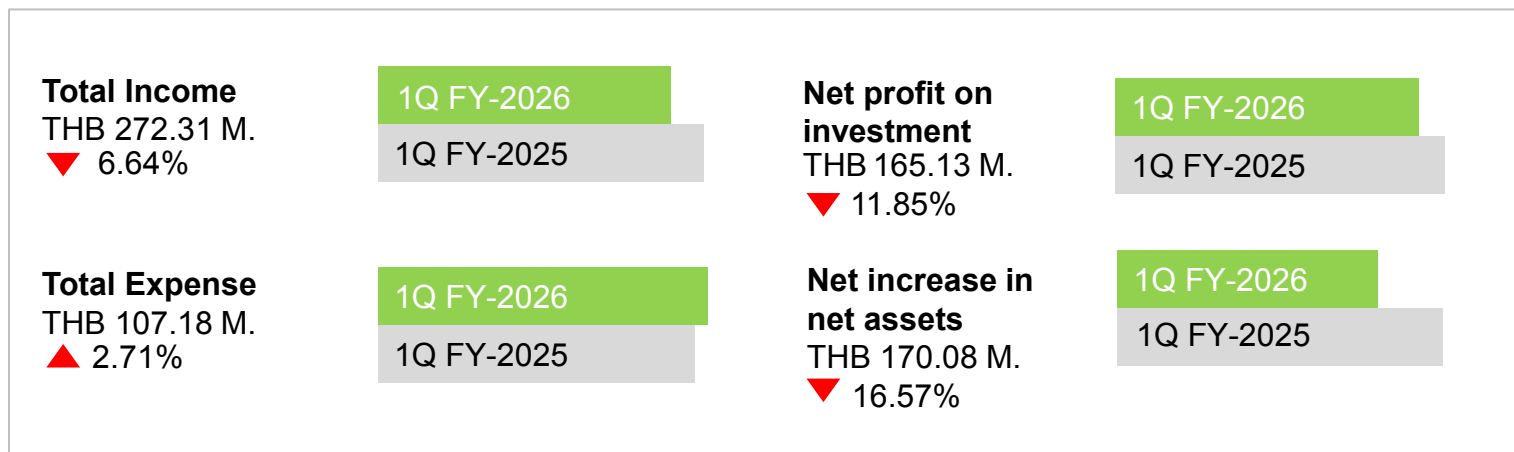 Total Income
THB 272.31 M.
6.64%
1Q FY-2026
1Q FY-2025
Net profit on
investment
THB 165.13 M.
11.85%
1Q FY-2026
1Q FY-2025
Total Expense
THB 107.18 M.
2.71%
1Q FY-2026
1Q FY-2025
Net increase in
net assets
THB 170.08 M.
16.57%
1Q FY-2026
1Q FY-2025